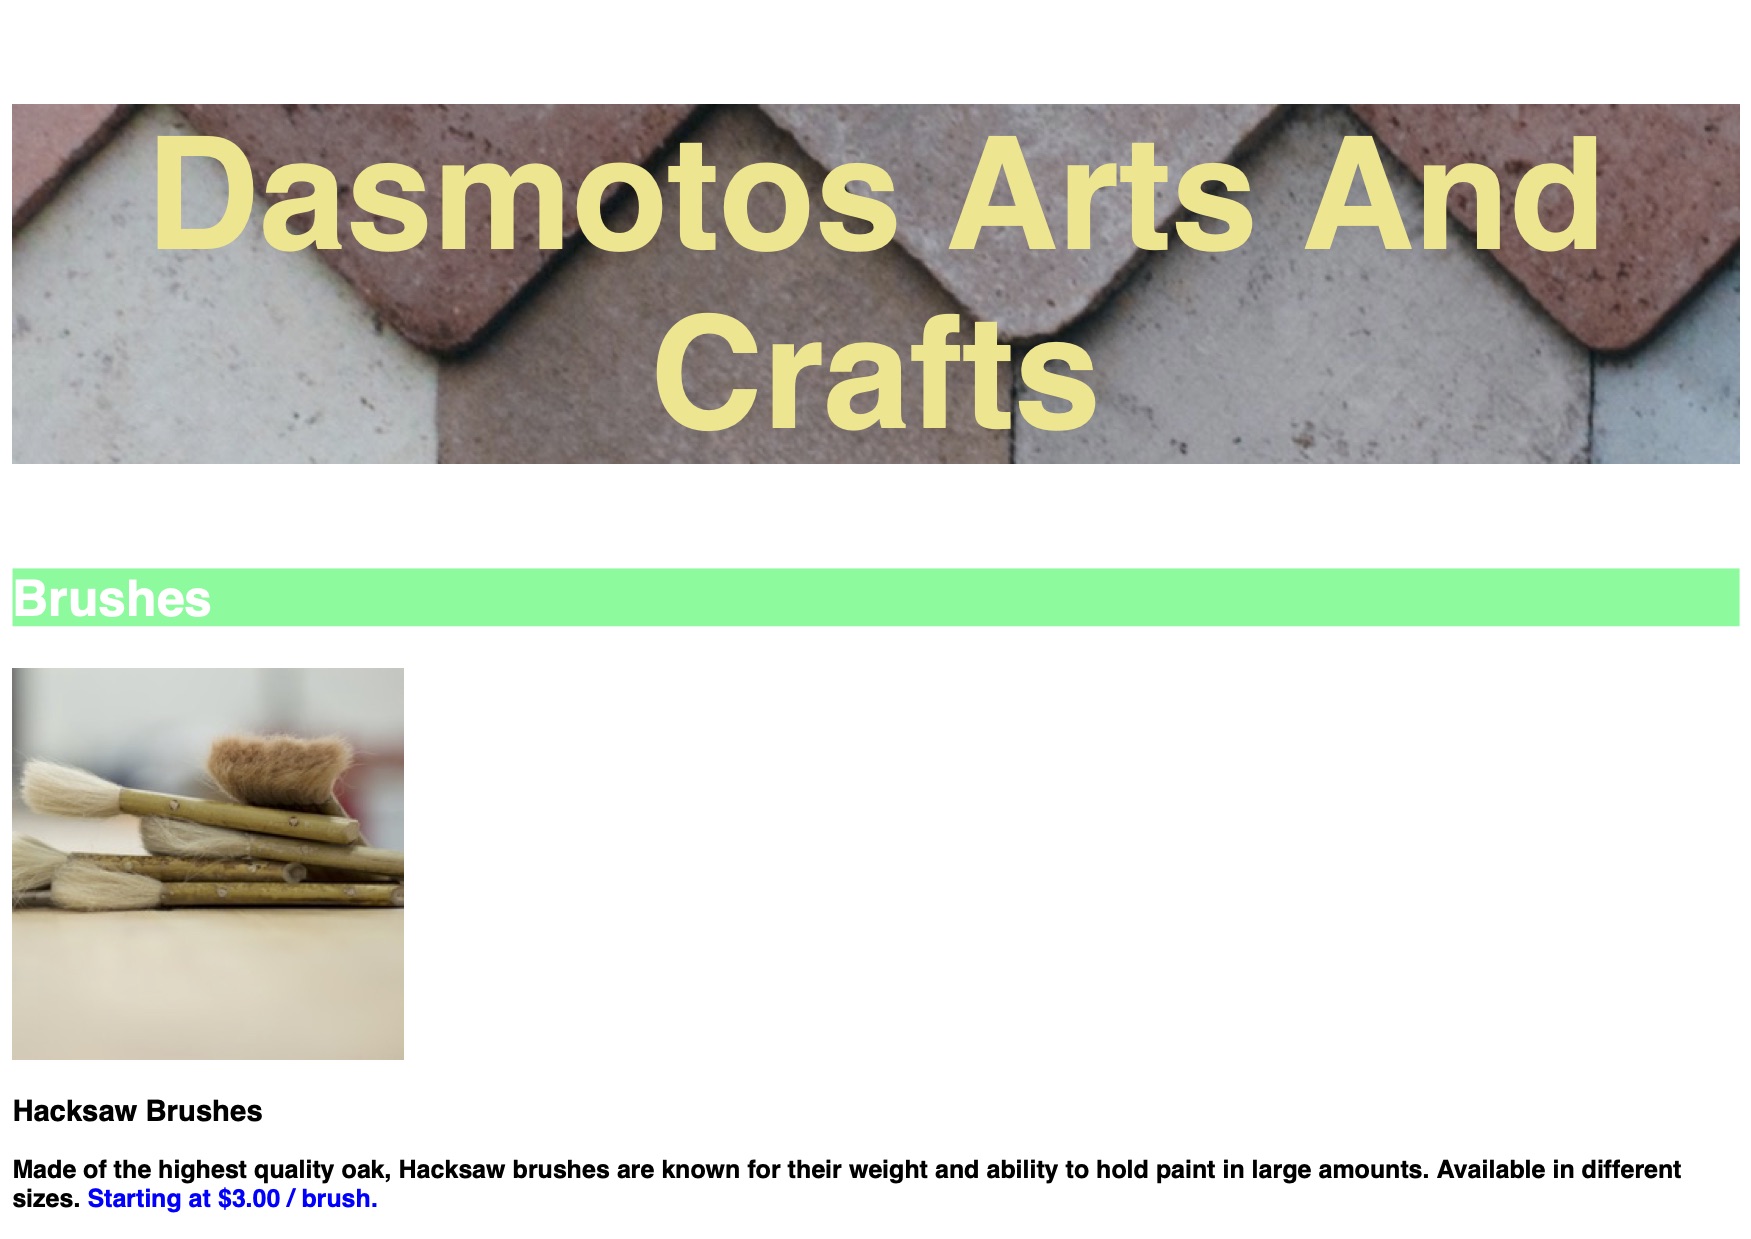 Dasmotos Arts And
Crafts
Brushes
Hacksaw Brushes
Made of the highest quality oak, Hacksaw brushes are known for their weight and ability to hold paint in large amounts. Available in different
sizes. Starting at $3.00 / brush.